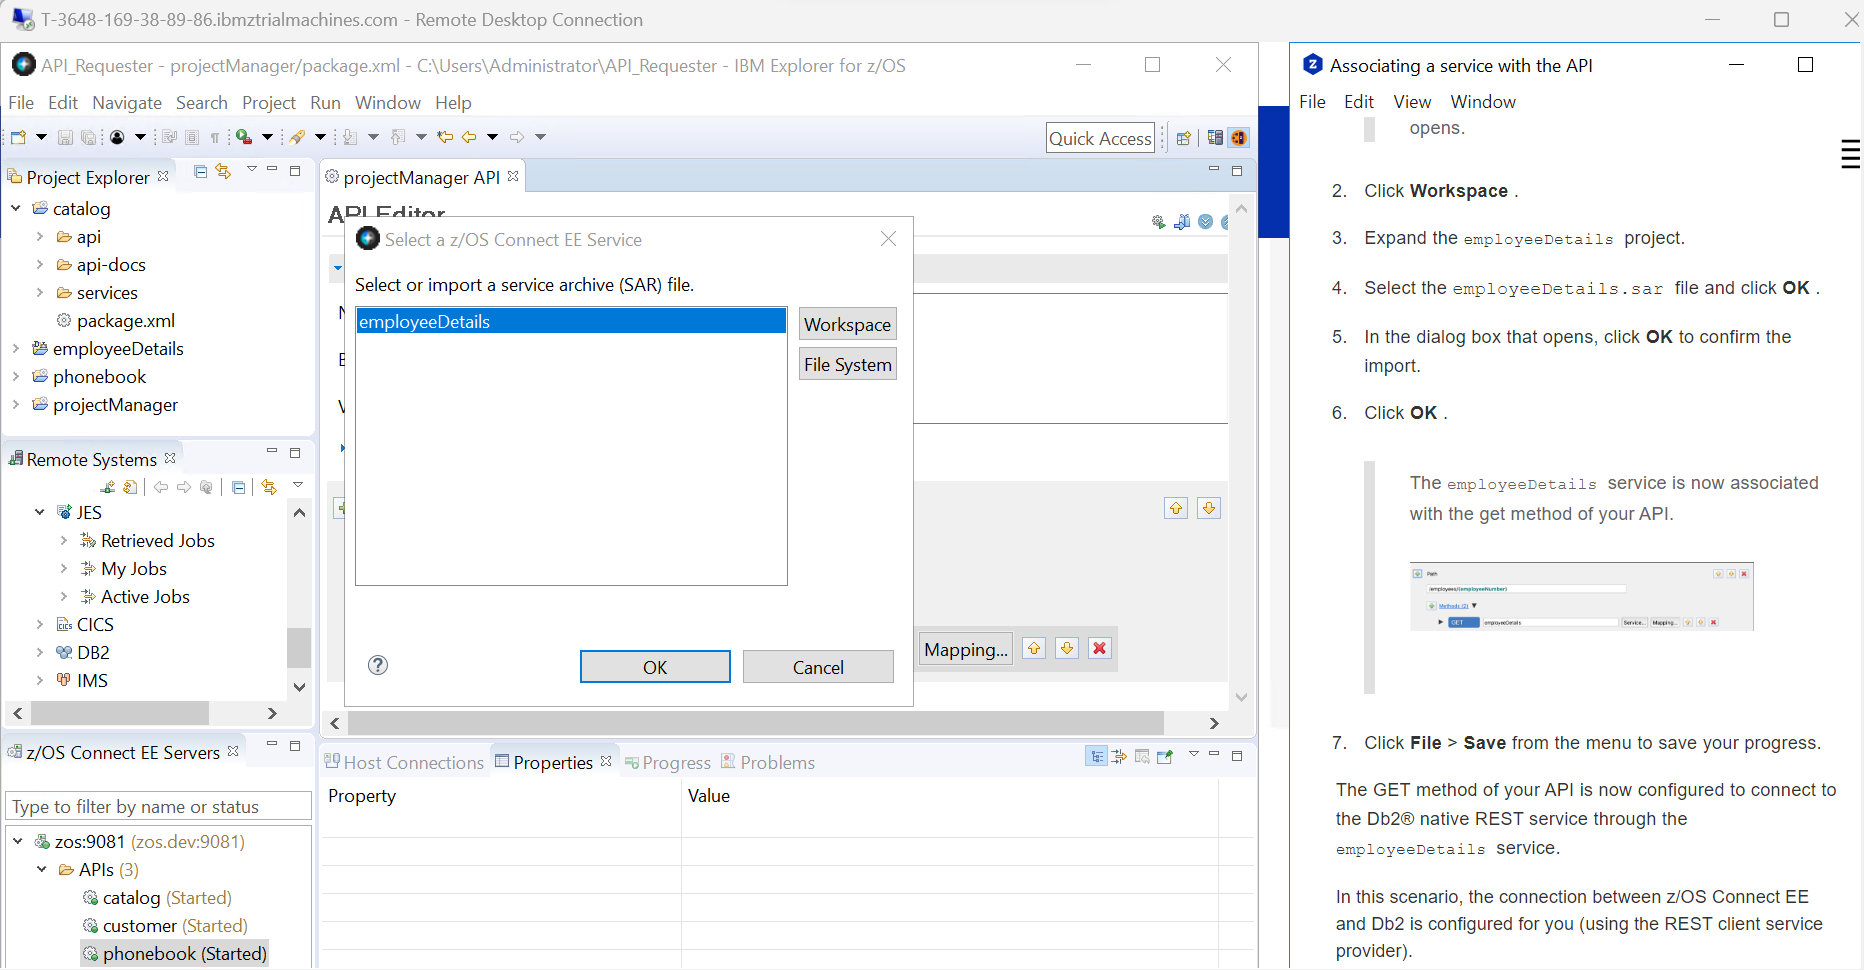 T-3648-169-38-89-86.ibmztrialmachines.com - Remote Desktop Connection
API_Requester - projectManager/package.xml - C:\Users\Administrator\API_Requester - IBM Explorer for z/OS
File Edit Navigate Search Project Run Window Help
Quick Access
Project Explorer
catalog
api
api-docs
services
package.xml
employeeDetails
phonebook
projectManager
Remote Systems
JES
Retrieved Jobs
My Jobs
Active Jobs
CICS
DB2
IMS
z/OS Connect EE Servers
Type to filter by name or status
zos:9081 (zos.dev:9081)
APIs (3)
catalog (Started)
customer (Started)
phonebook (Started)
projectManager API
API Editor
Select a z/OS Connect EE Service
Select or import a service archive (SAR) file.
employeeDetails
Workspace
File System
OK
Cancel
Mapping...
Host Connections
Properties
Progress
Problems
Property Value
Associating a service with the API
File Edit View Window
opens.
2. Click Workspace .
3. Expand the employeeDetails project.
4. Select the employeeDetails.sar file and click OK .
5. In the dialog box that opens, click OK to confirm the
import.
6. Click OK .
The employeeDetails service is now associated
with the get method of your API.
Path
/employees/{employeeNumber}
Methods (2)
GET employeeDetails Service... Mapping...
7. Click File > Save from the menu to save your progress.
The GET method of your API is now configured to connect to
the Db2® native REST service through the
employeeDetails service.
In this scenario, the connection between z/OS Connect EE
and Db2 is configured for you (using the REST client service
provider).